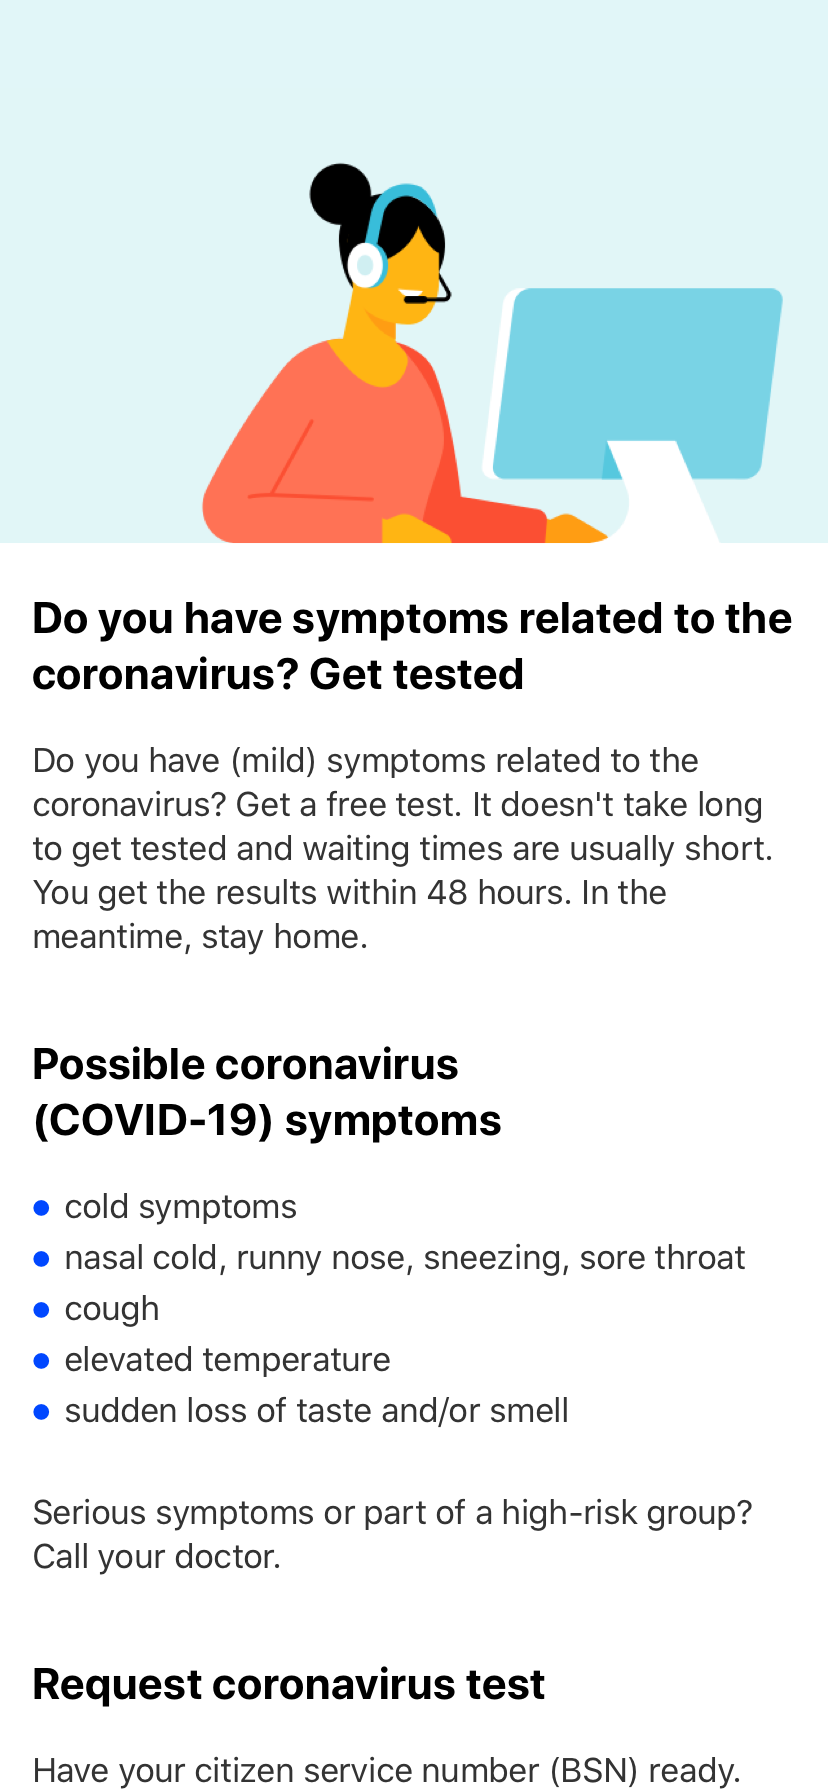 Do you have symptoms related to the
coronavirus? Get tested
Do you have (mild) symptoms related to the
coronavirus? Get a free test. It doesn't take long
to get tested and waiting times are usually short.
You get the results within 48 hours. In the
meantime, stay home.
Possible coronavirus
(COVID-19) symptoms
cold symptoms
nasal cold, runny nose, sneezing, sore throat
cough
elevated temperature
sudden loss of taste and/or smell
Serious symptoms or part of a high-risk group?
Call your doctor.
Request coronavirus test
Have your citizen service number (BSN) ready.